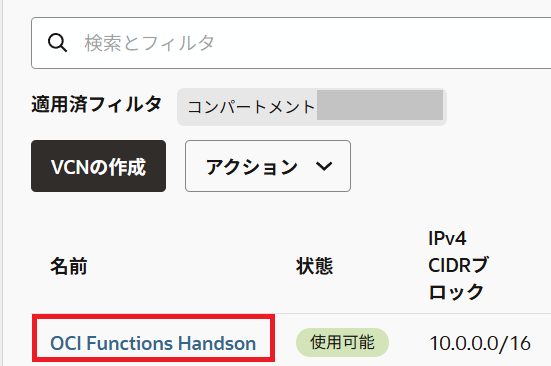 検索とフィルタ
適用済フィルタ コンパートメント
VCNの作成 アクション
名前 状態 IPv4
CIDRブ
ロック
OCI Functions Handson 使用可能 10.0.0.0/16